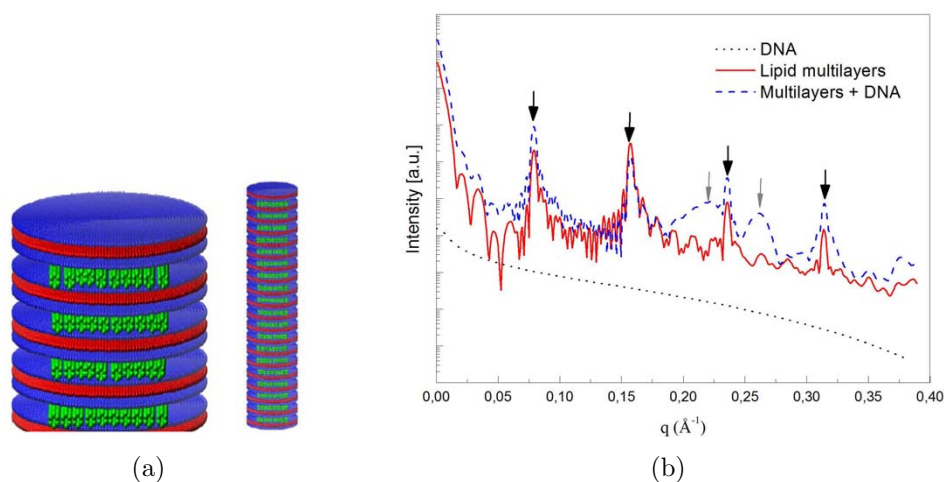 DNA
Lipid multilayers
Multilayers + DNA
Intensity [a.u.]
0,00 0,05 0,10 0,15 0,20 0,25 0,30 0,35 0,40
q (Å⁻¹)
(a) (b)